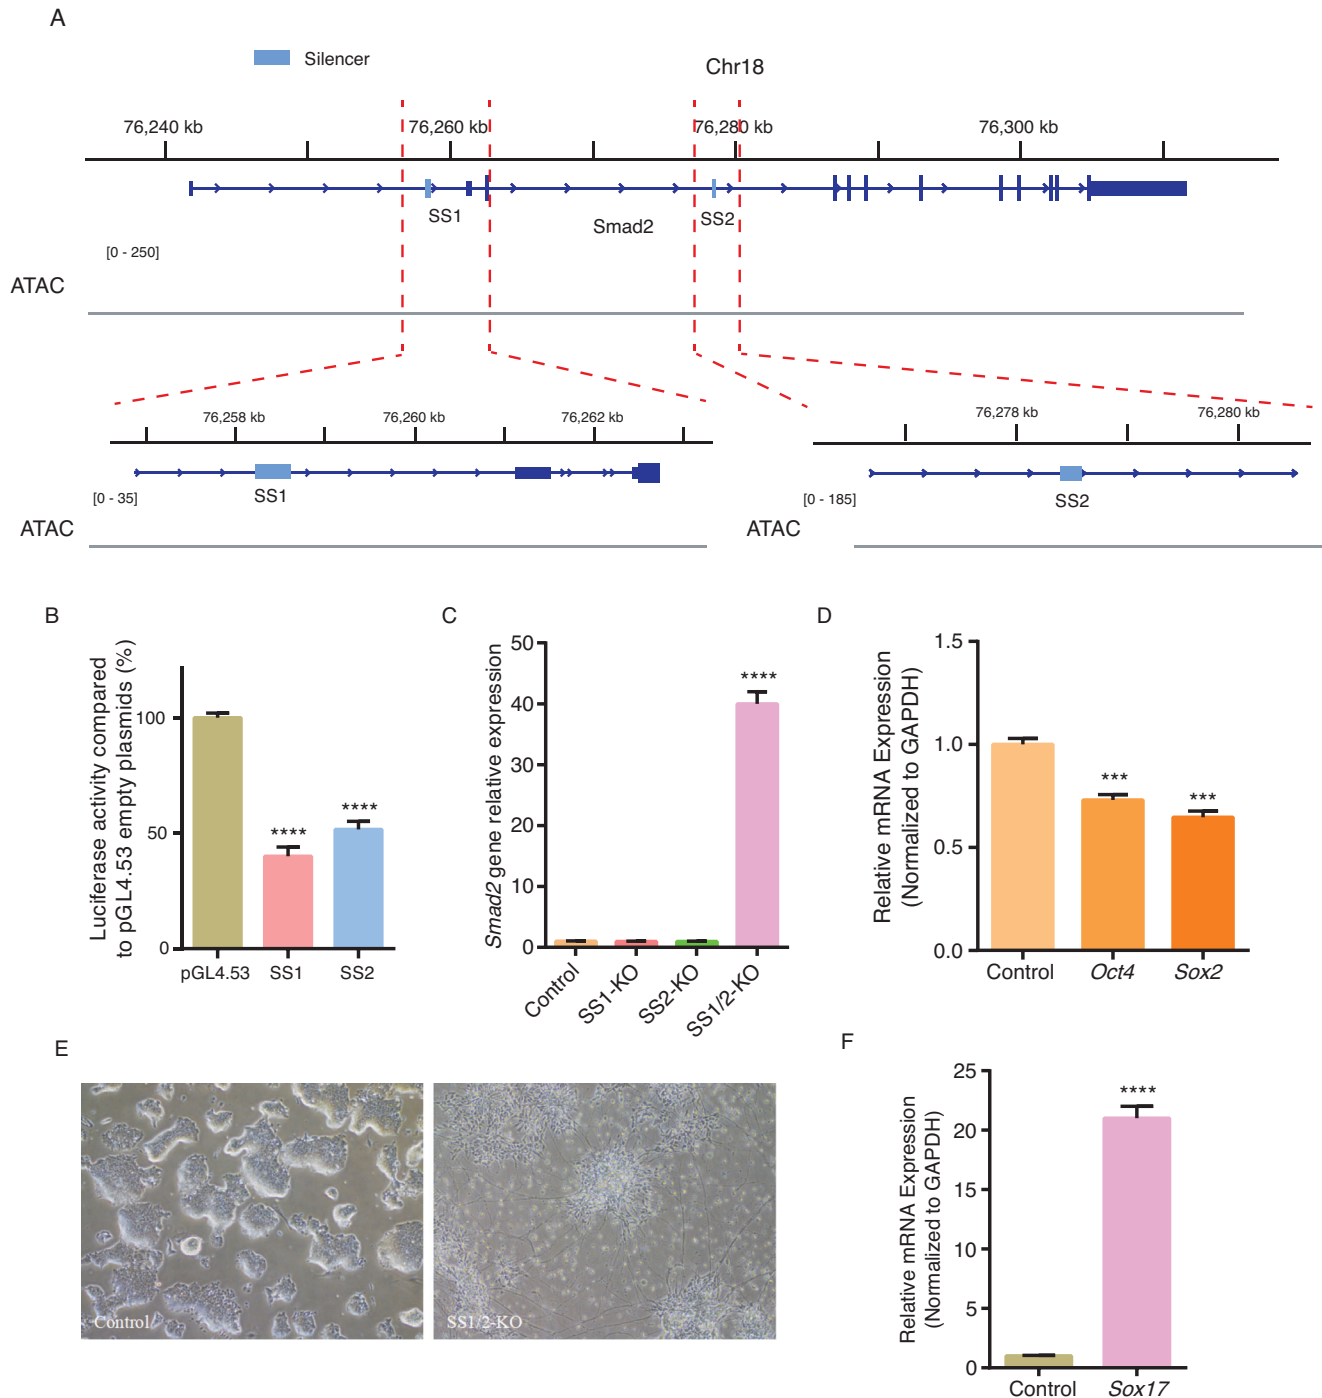 A
Silencer
Chr18
76,240 kb
76,260 kb
76,280 kb
76,300 kb
SS1
Smad2
SS2
[0 - 250]
ATAC
76,258 kb
76,260 kb
76,262 kb
76,278 kb
76,280 kb
SS1
SS2
[0 - 35]
[0 - 185]
ATAC
ATAC
B
Luciferase activity compared
to pGL4.53 empty plasmids (%)
100
50
0
****
****
pGL4.53
SS1
SS2
C
Smad2 gene relative expression
50
40
30
20
10
0
****
Control
SS1-KO
SS2-KO
SS1/2-KO
D
Relative mRNA Expression
(Normalized to GAPDH)
1.5
1.0
0.5
0.0
***
***
Control
Oct4
Sox2
E
Control
SS1/2-KO
F
Relative mRNA Expression
(Normalized to GAPDH)
25
20
15
10
5
0
****
Control
Sox17